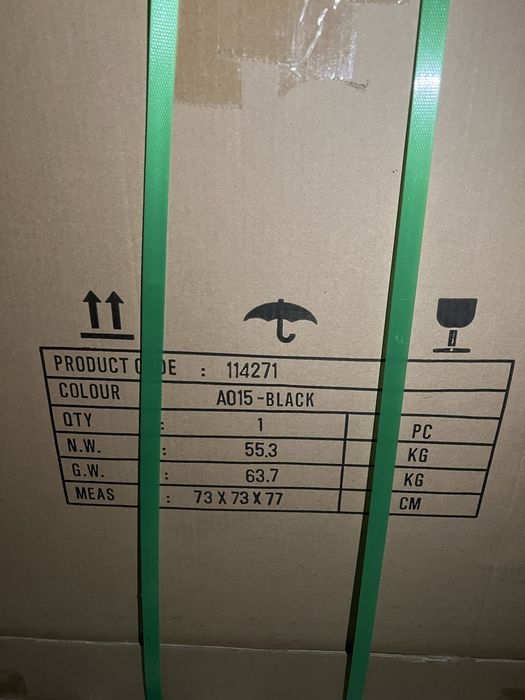 PRODUCT CODE : 114271
COLOUR A015-BLACK
QTY : 1 PC
N.W. : 55.3 KG
G.W. : 63.7 KG
MEAS : 73 X 73 X 77 CM